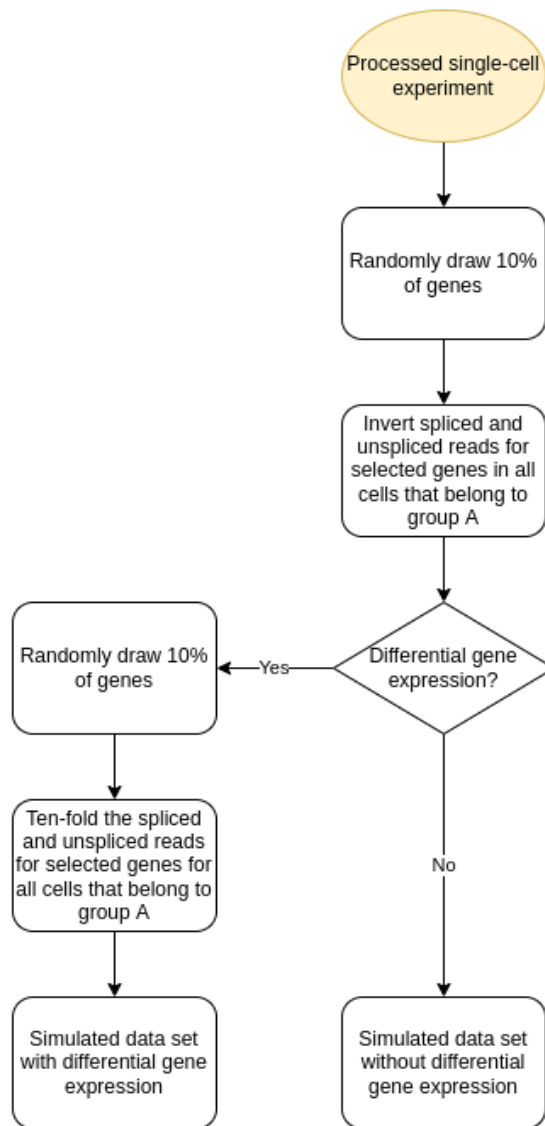 Processed single-cell
experiment
Randomly draw 10%
of genes
Invert spliced and
unspliced reads for
selected genes in all
cells that belong to
group A
Differential gene
expression?
Yes
No
Randomly draw 10%
of genes
Ten-fold the spliced
and unspliced reads
for selected genes for
all cells that belong to
group A
Simulated data set
with differential gene
expression
Simulated data set
without differential
gene expression